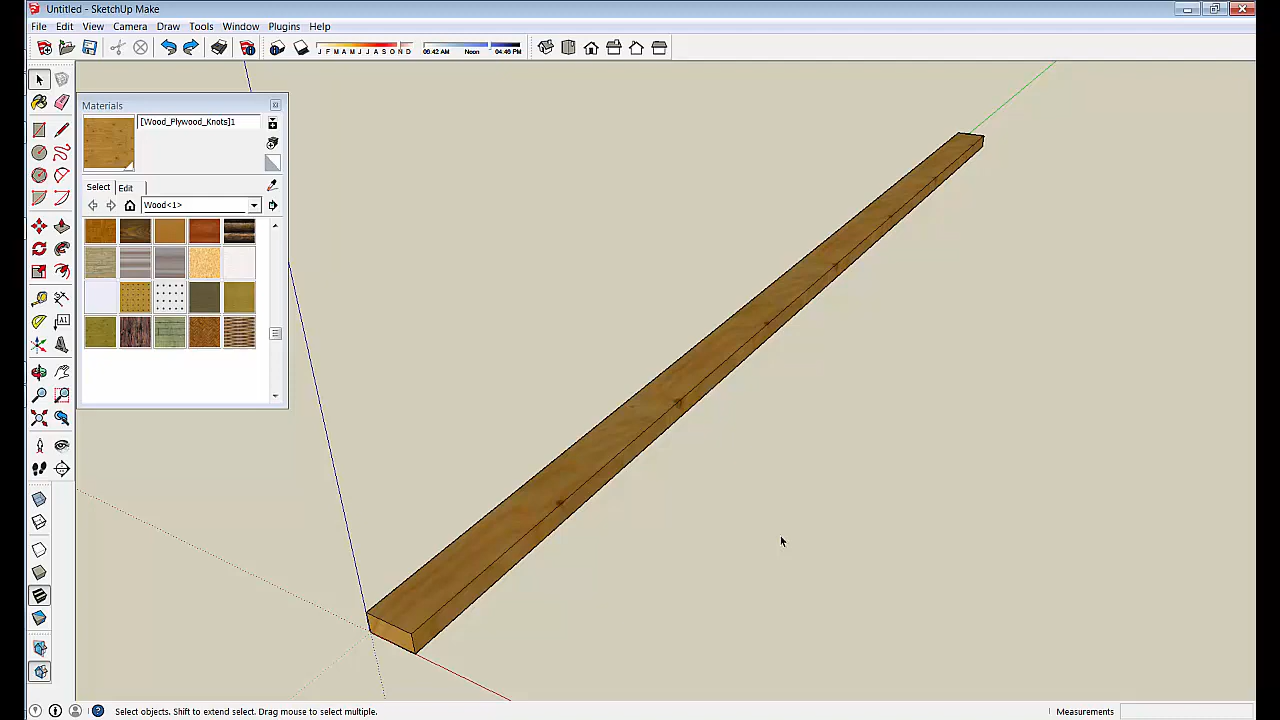 Untitled - SketchUp Make
File Edit View Camera Draw Tools Window Plugins Help
J F M A M J J A S O N D
06:42 AM Noon 04:46 PM
Materials
[Wood_Plywood_Knots]1
Select Edit
Wood<1>
A1
Select objects. Shift to extend select. Drag mouse to select multiple.
Measurements